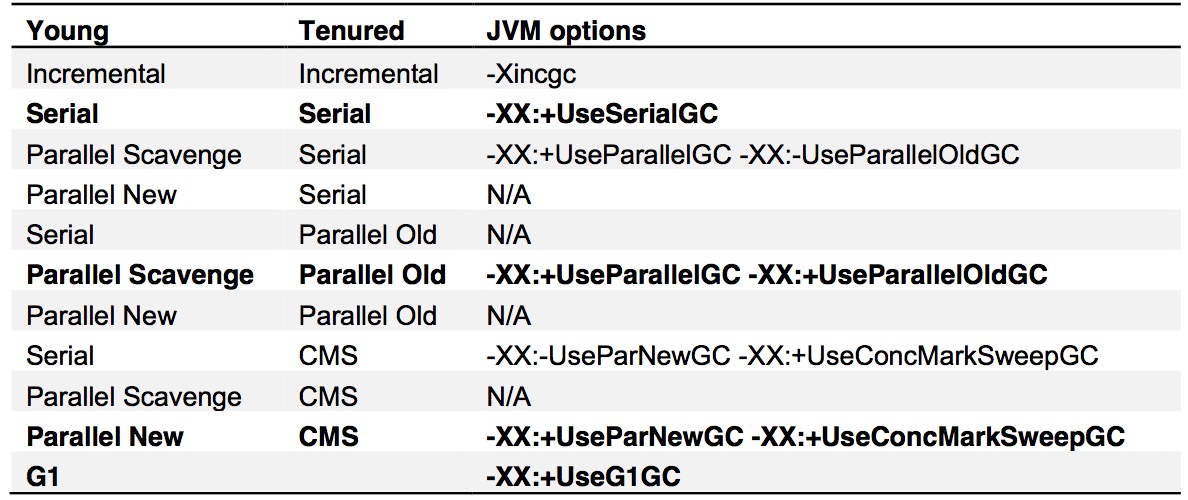 Young Tenured JVM options
Incremental Incremental -Xincgc
Serial Serial -XX:+UseSerialGC
Parallel Scavenge Serial -XX:+UseParallelGC -XX:-UseParallelOldGC
Parallel New Serial N/A
Serial Parallel Old N/A
Parallel Scavenge Parallel Old -XX:+UseParallelGC -XX:+UseParallelOldGC
Parallel New Parallel Old N/A
Serial CMS -XX:-UseParNewGC -XX:+UseConcMarkSweepGC
Parallel Scavenge CMS N/A
Parallel New CMS -XX:+UseParNewGC -XX:+UseConcMarkSweepGC
G1 -XX:+UseG1GC